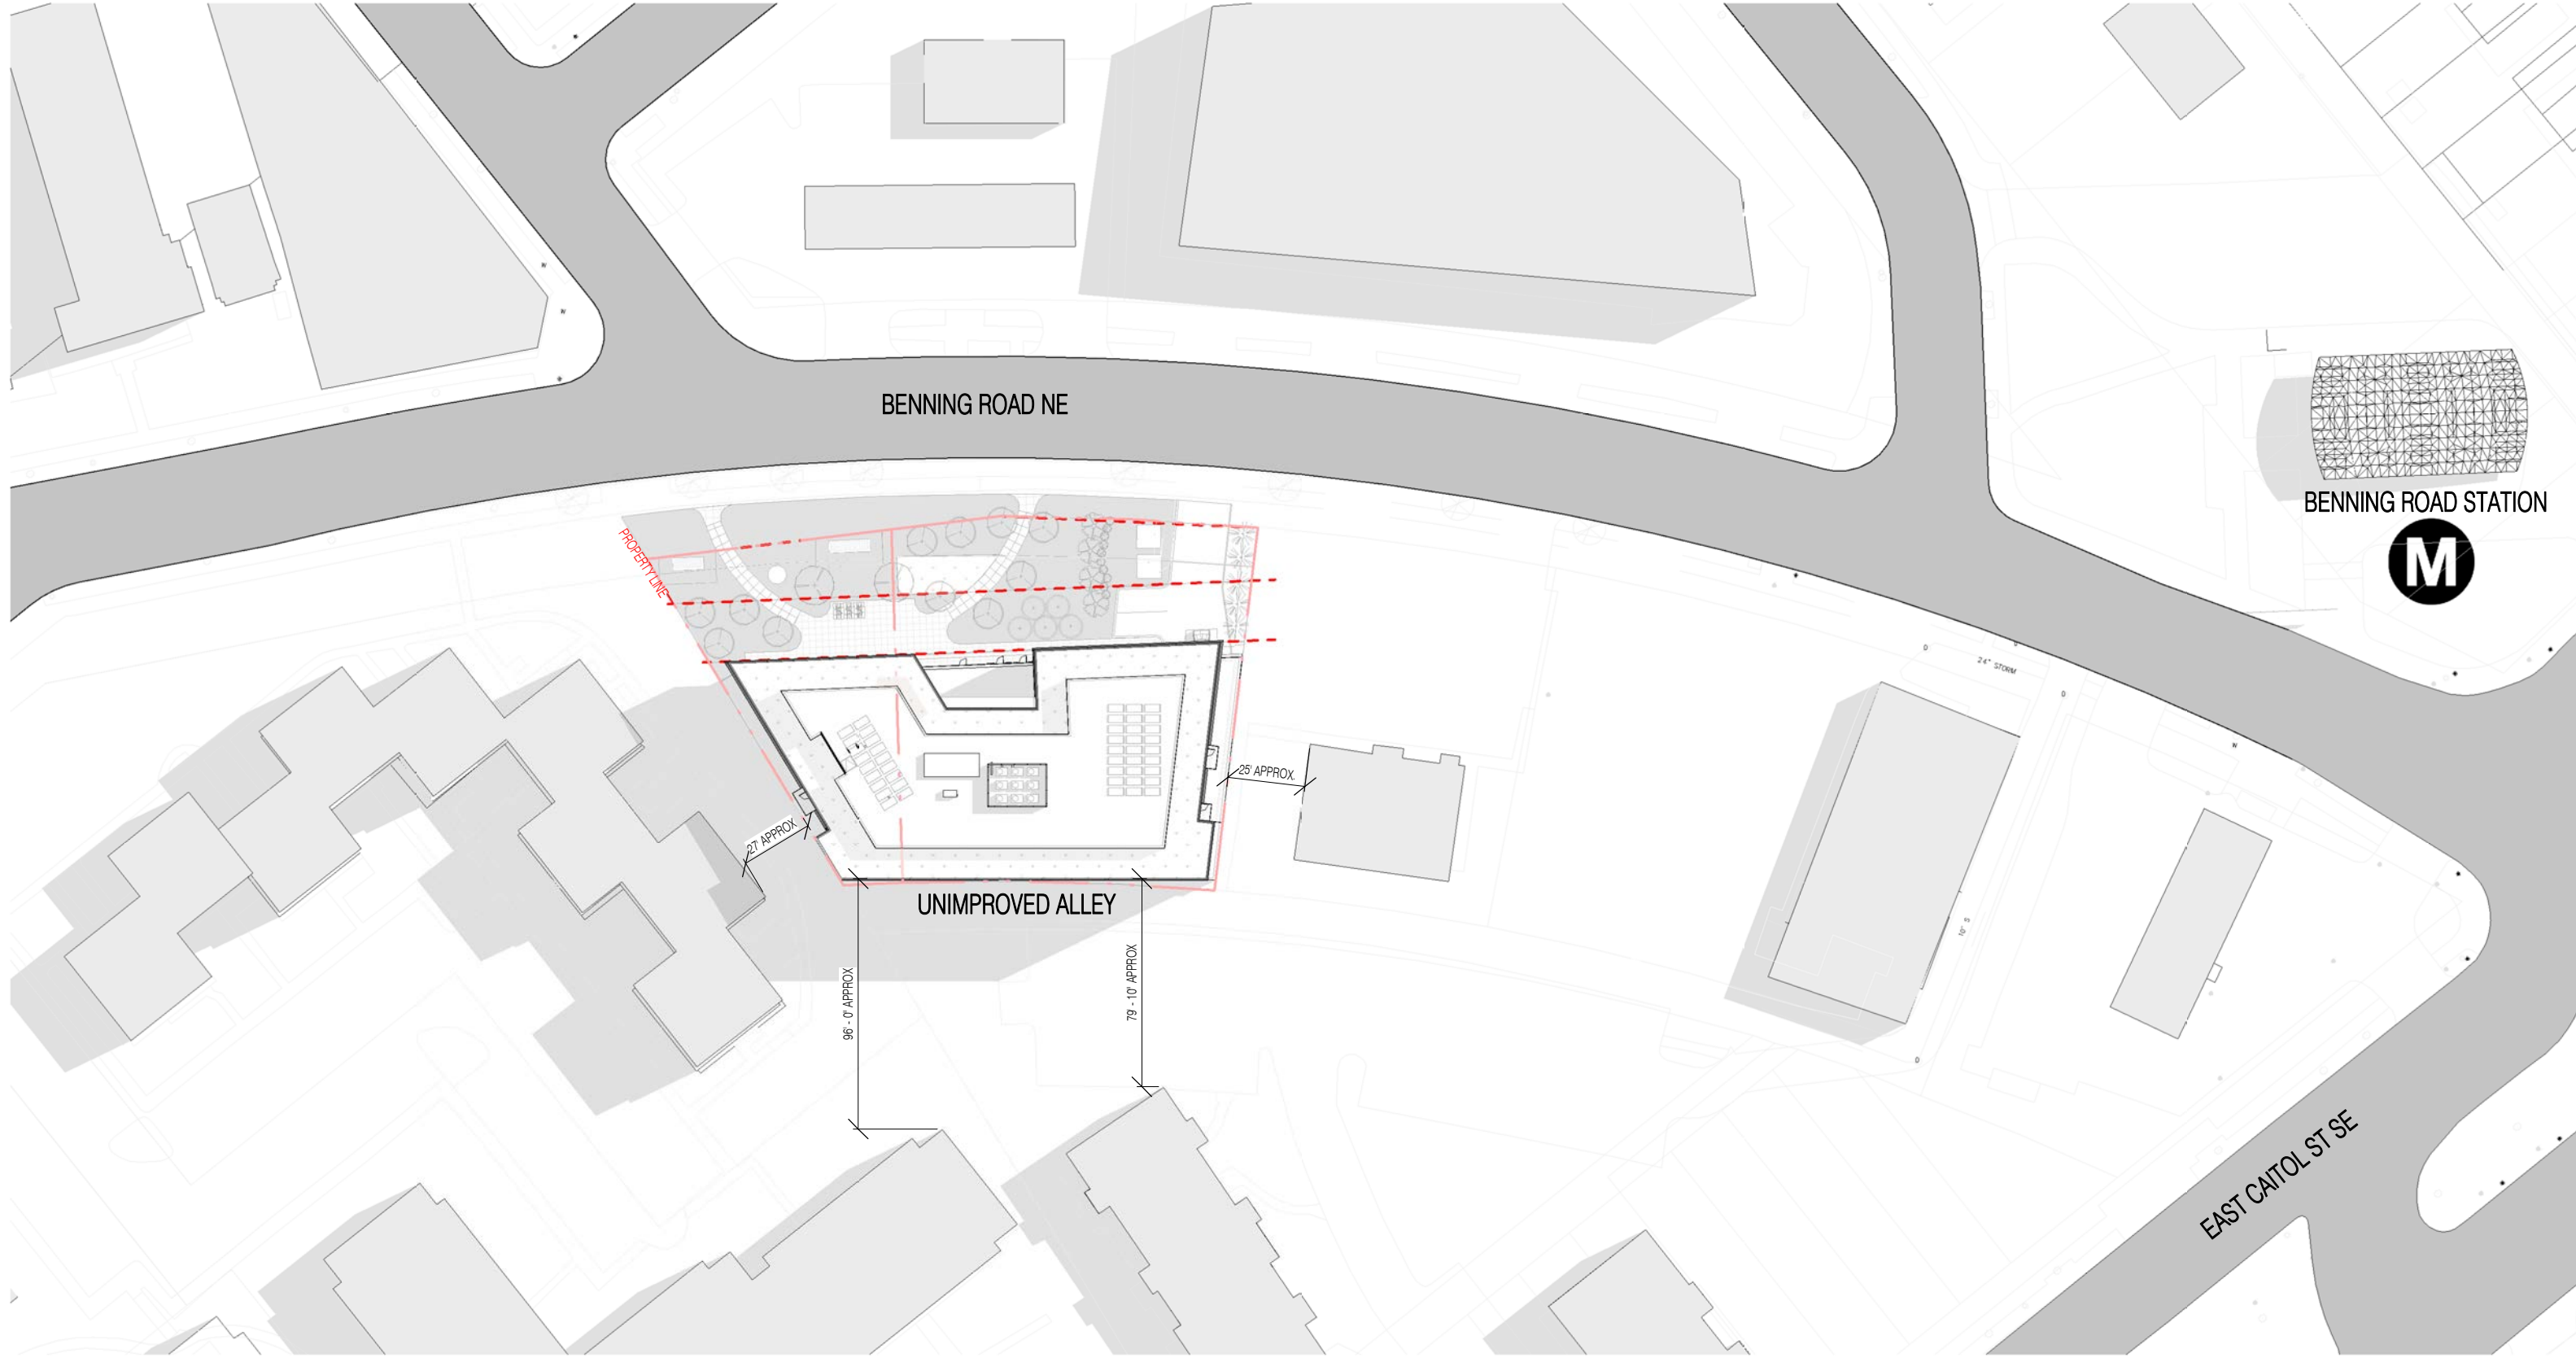 BENNING ROAD NE
BENNING ROAD STATION
M
PROPERTY LINE
24" STORM
25' APPROX.
27' APPROX
UNIMPROVED ALLEY
96' - 0" APPROX
79' - 10" APPROX
10" S
EAST CAITOL ST SE